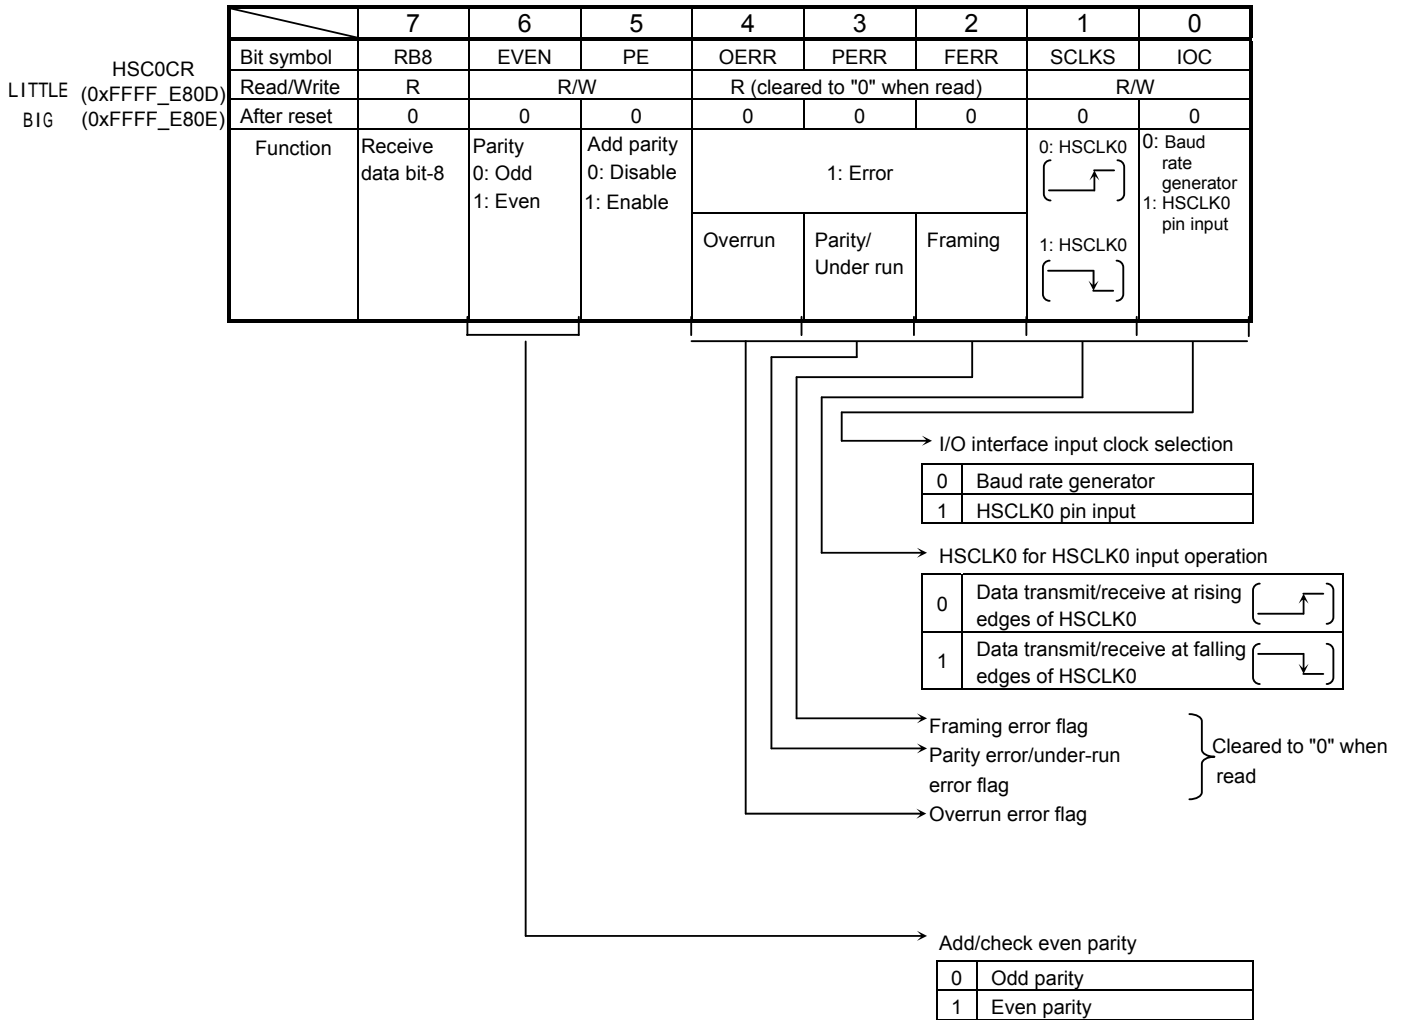 7 6 5 4 3 2 1 0
Bit symbol RB8 EVEN PE OERR PERR FERR SCLKS IOC
HSC0CR
LITTLE (0xFFFF_E80D)
BIG (0xFFFF_E80E)
Read/Write R R/W R (cleared to "0" when read) R/W
After reset 0 0 0 0 0 0 0 0
Function
Receive
data bit-8
Parity
0: Odd
1: Even
Add parity
0: Disable
1: Enable
1: Error
Overrun
Parity/
Under run
Framing
0: HSCLK0
1: HSCLK0
0: Baud
rate
generator
1: HSCLK0
pin input
I/O interface input clock selection
0 Baud rate generator
1 HSCLK0 pin input
HSCLK0 for HSCLK0 input operation
0 Data transmit/receive at rising
edges of HSCLK0
1 Data transmit/receive at falling
edges of HSCLK0
Framing error flag
Parity error/under-run
error flag
Overrun error flag
Cleared to "0" when
read
Add/check even parity
0 Odd parity
1 Even parity